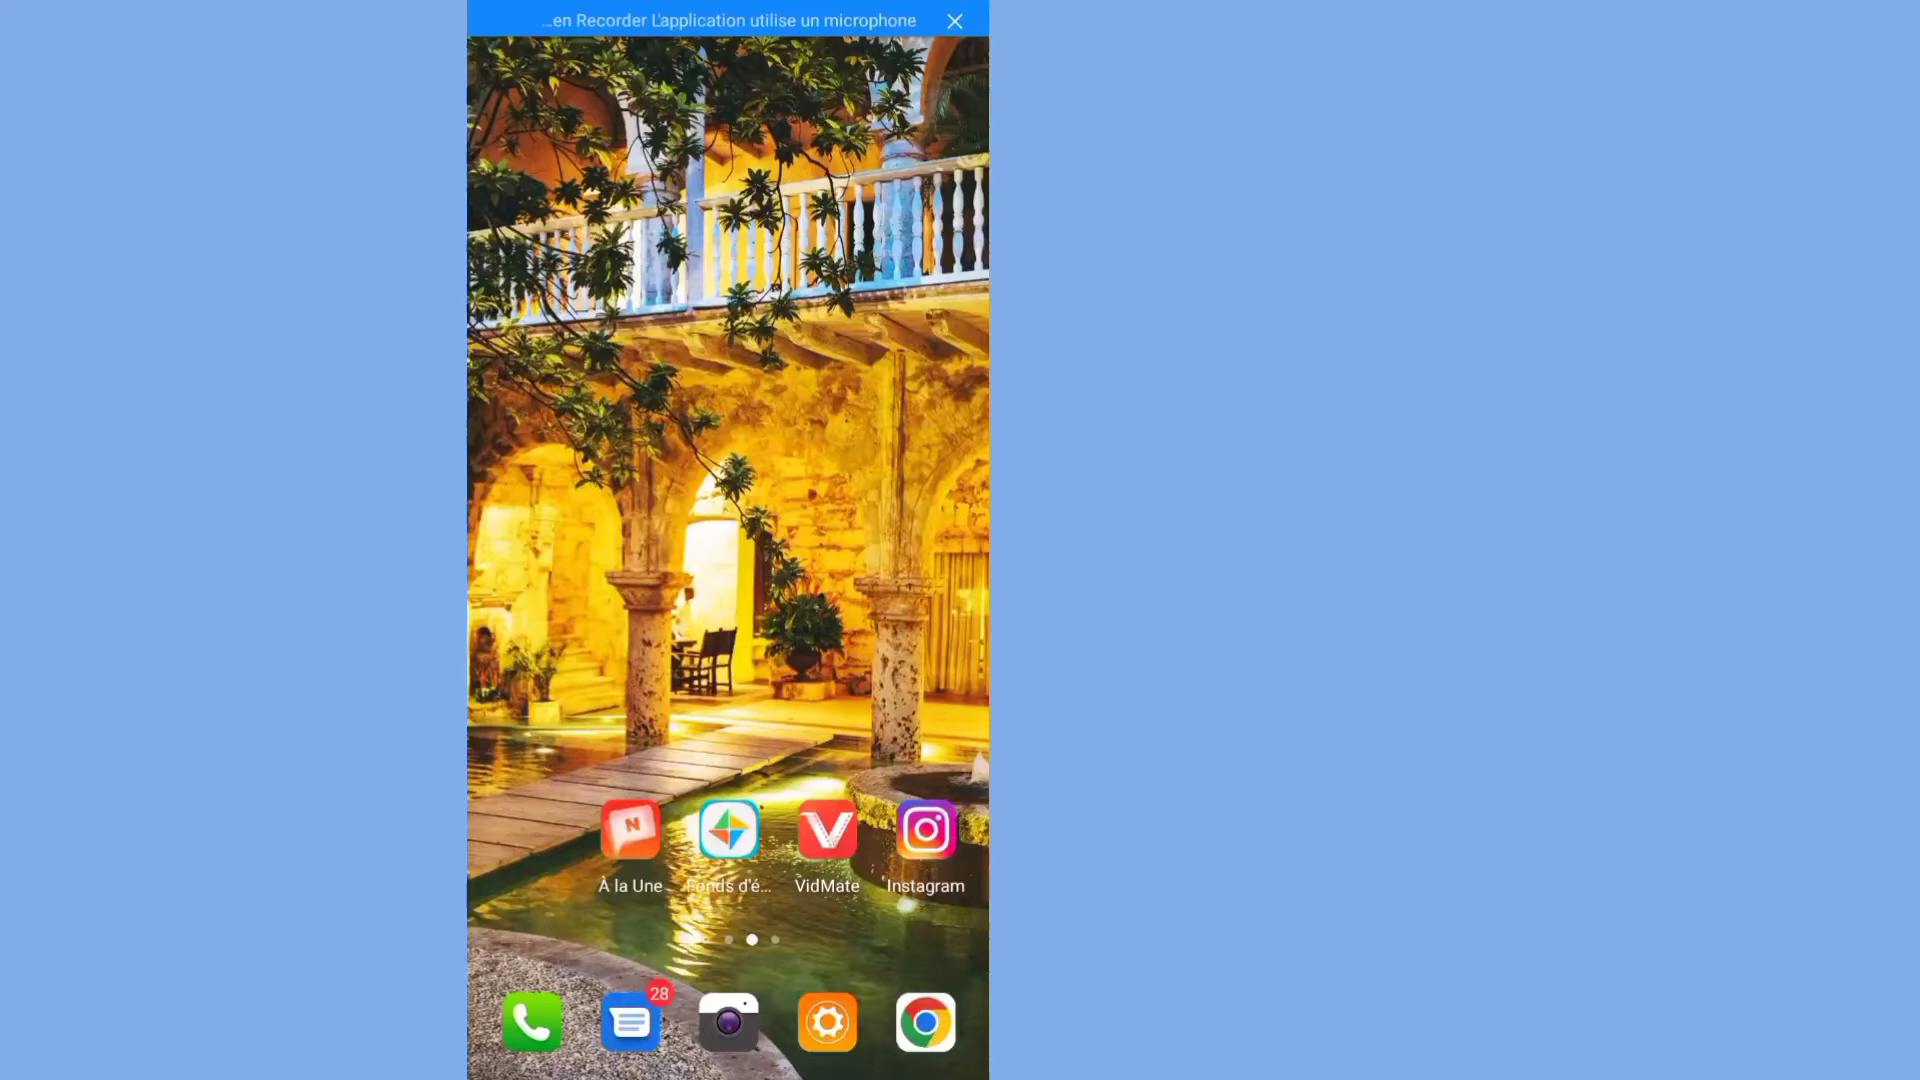 ...en Recorder L'application utilise un microphone
N
À la Une
Fonds d'é...
VidMate
Instagram
28